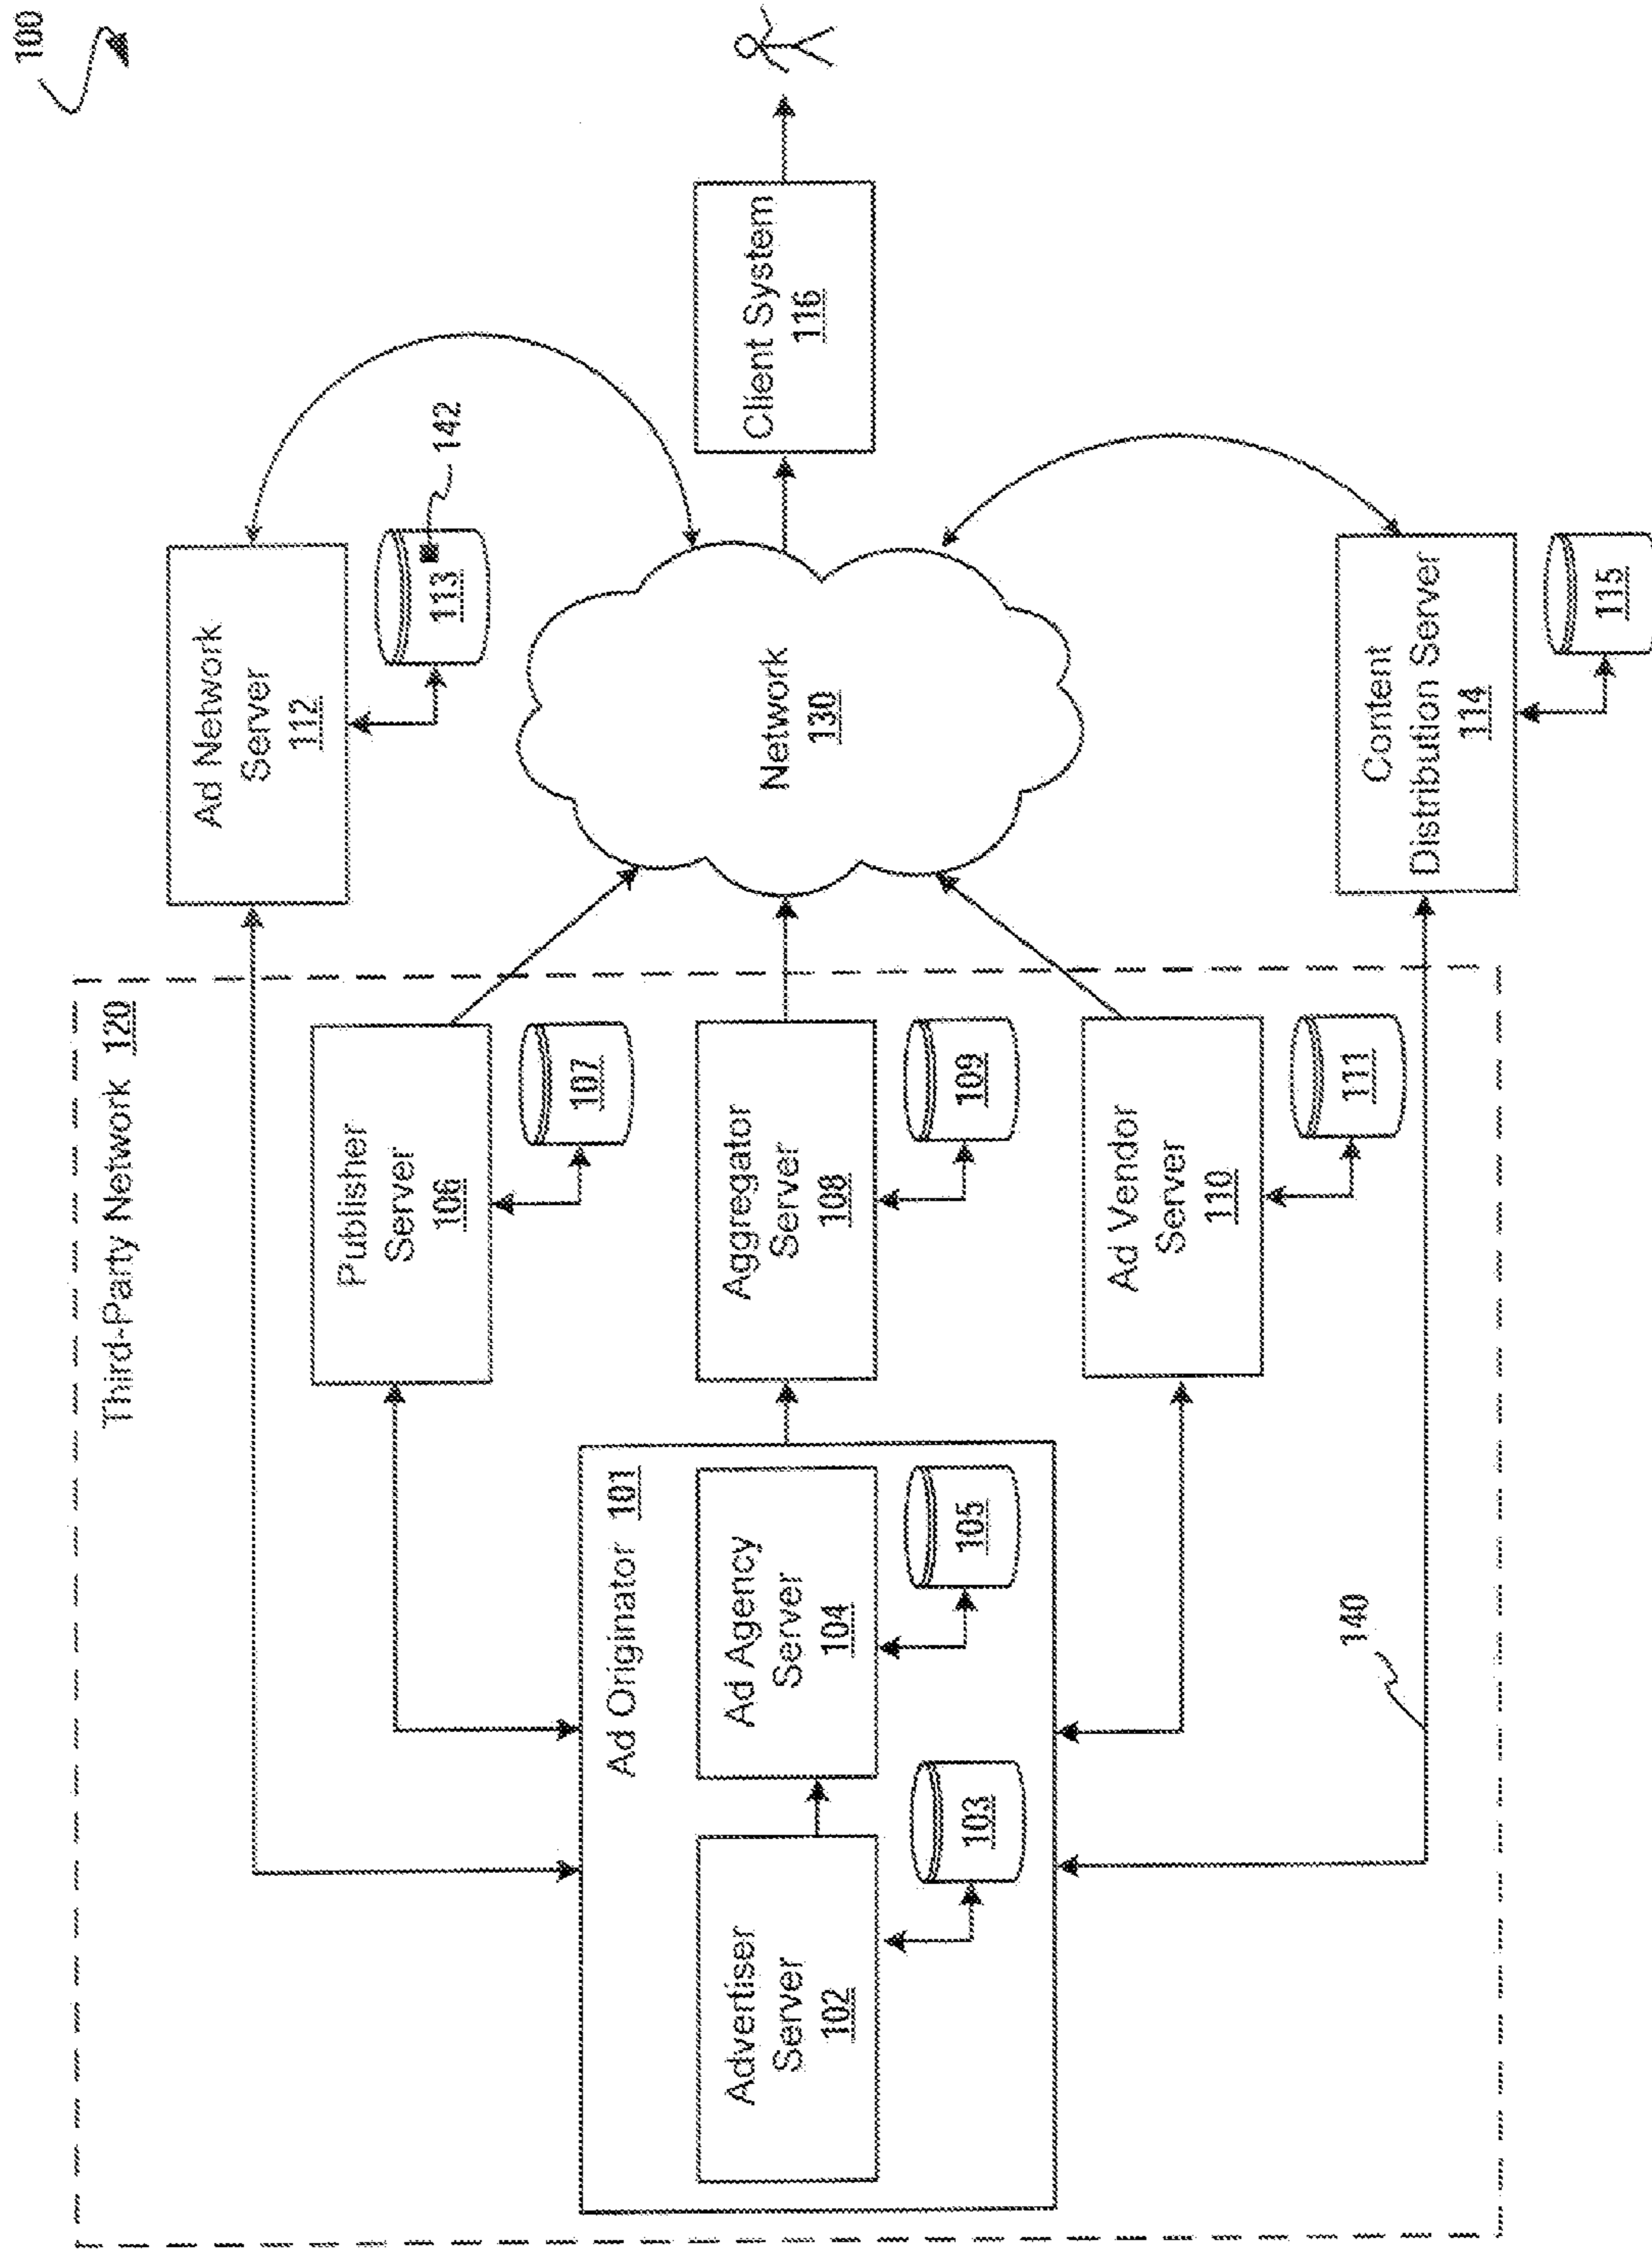 100
Third-Party Network 120
Ad Network
Server
112
113
142
Publisher
Server
106
107
Ad Originator 101
Advertiser
Server
102
103
Ad Agency
Server
104
105
Aggregator
Server
108
109
Network
130
Client System
116
Ad Vendor
Server
110
111
140
Content
Distribution Server
114
115